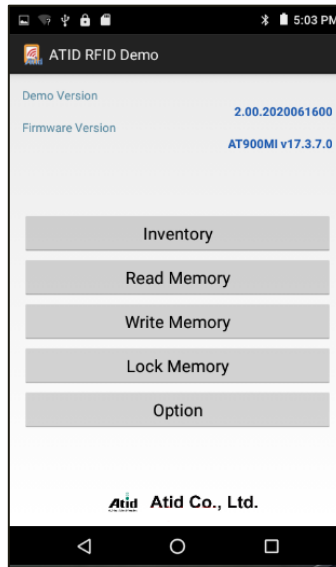 5:03 PM
ATID RFID Demo
Demo Version
2.00.2020061600
Firmware Version
AT900MI v17.3.7.0
Inventory
Read Memory
Write Memory
Lock Memory
Option
Atid Atid Co., Ltd.